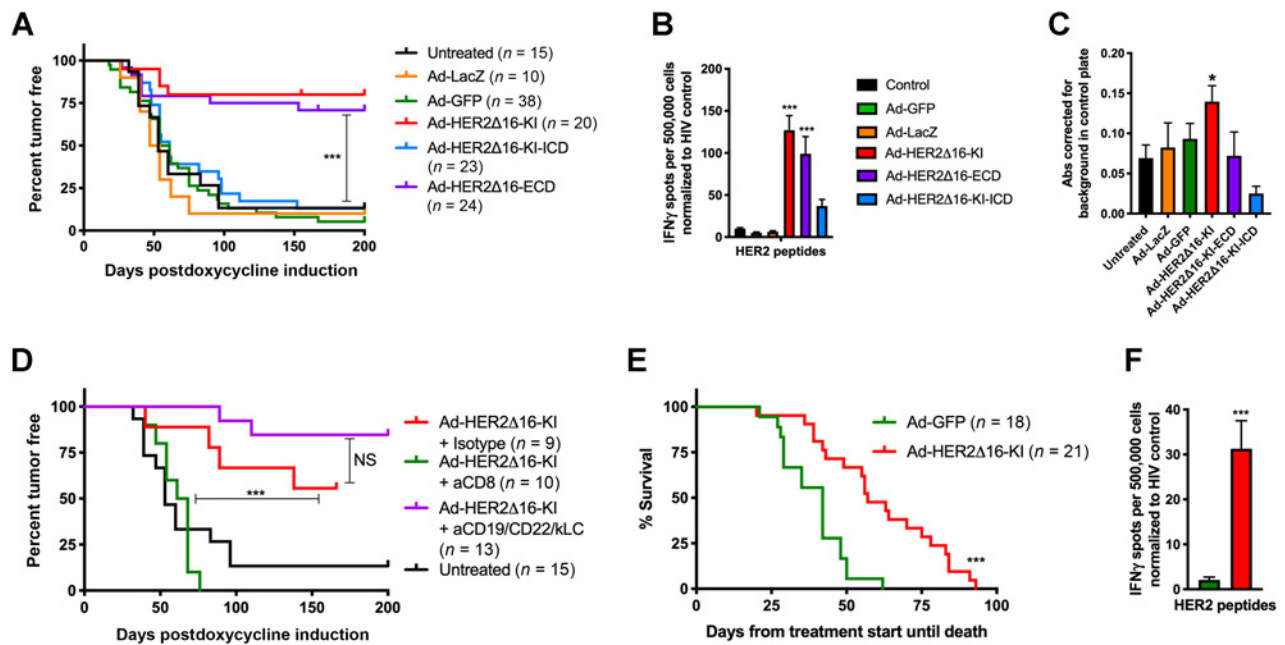 A
Percent tumor free
100
75
50
25
0
0
50
100
150
200
Days postdoxycycline induction
***
Untreated (n = 15)
Ad-LacZ (n = 10)
Ad-GFP (n = 38)
Ad-HER2Δ16-KI (n = 20)
Ad-HER2Δ16-KI-ICD
(n = 23)
Ad-HER2Δ16-ECD
(n = 24)
B
IFNγ spots per 500,000 cells
normalized to HIV control
200
150
100
50
0
***
***
HER2 peptides
Control
Ad-GFP
Ad-LacZ
Ad-HER2Δ16-KI
Ad-HER2Δ16-ECD
Ad-HER2Δ16-KI-ICD
C
Abs corrected for
background in control plate
0.20
0.15
0.10
0.05
0.00
*
Untreated
Ad-LacZ
Ad-GFP
Ad-HER2Δ16-KI
Ad-HER2Δ16-KI-ECD
Ad-HER2Δ16-KI-ICD
D
Percent tumor free
100
75
50
25
0
0
50
100
150
200
Days postdoxycycline induction
***
NS
Ad-HER2Δ16-KI
+ Isotype (n = 9)
Ad-HER2Δ16-KI
+ aCD8 (n = 10)
Ad-HER2Δ16-KI
+ aCD19/CD22/kLC
(n = 13)
Untreated (n = 15)
E
% Survival
100
75
50
25
0
0
25
50
75
100
Days from treatment start until death
Ad-GFP (n = 18)
Ad-HER2Δ16-KI (n = 21)
***
F
IFNγ spots per 500,000 cells
normalized to HIV control
40
30
20
10
0
***
HER2 peptides